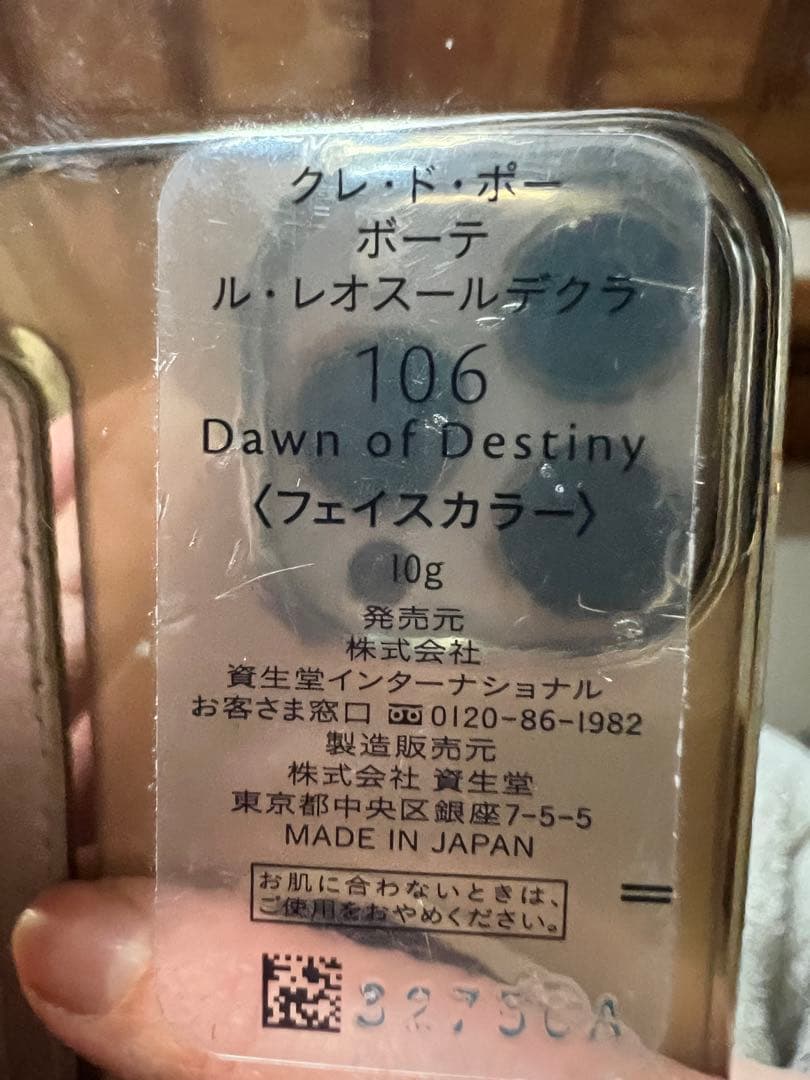 クレ・ド・ポー
ボーテ
ル・レオスールデクラ
106
Dawn of Destiny
〈フェイスカラー〉
10g
発売元
株式会社
資生堂インターナショナル
お客さま窓口 0120-86-1982
製造販売元
株式会社 資生堂
東京都中央区銀座7-5-5
MADE IN JAPAN
お肌に合わないときは、
ご使用をおやめください。